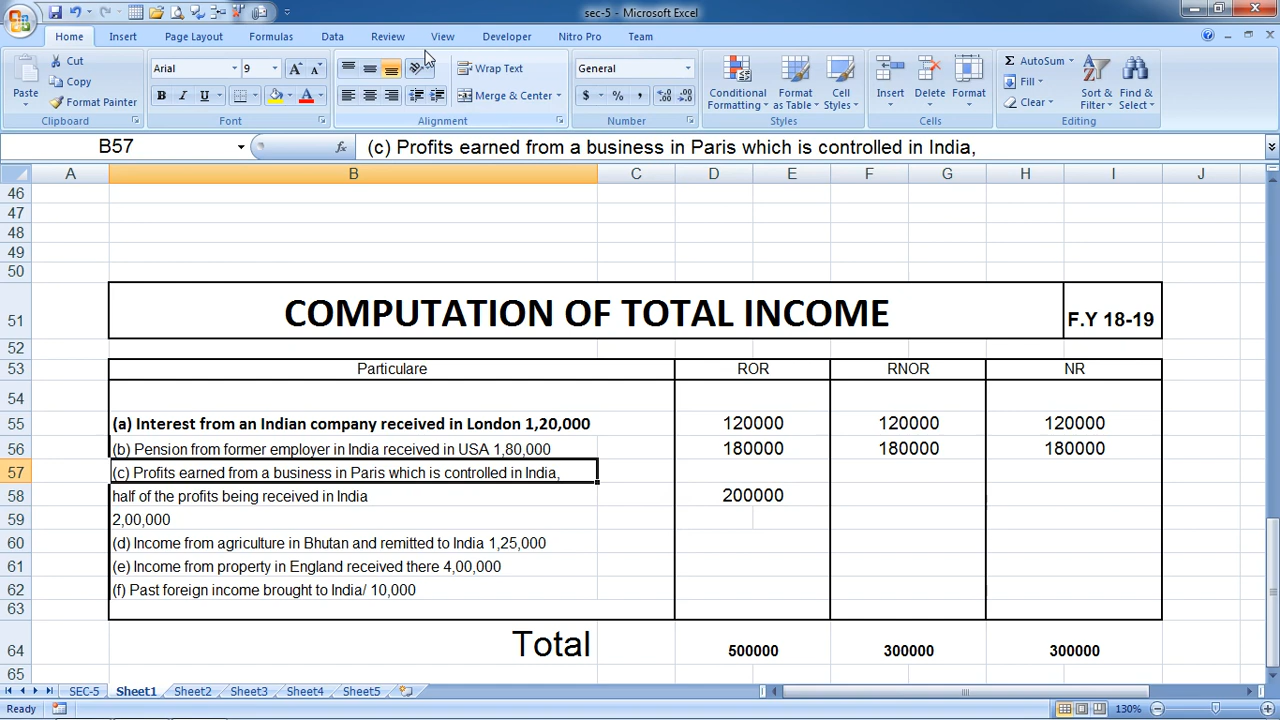 sec-5 - Microsoft Excel
Home Insert Page Layout Formulas Data Review View Developer Nitro Pro Team
Paste Cut Copy Format Painter
Arial 9
Wrap Text
Merge & Center
General
Conditional Formatting
Format as Table
Cell Styles
Insert Delete Format
AutoSum
Fill
Clear
Sort & Filter
Find & Select
Clipboard Font Alignment Number Styles Cells Editing
B57 fx (c) Profits earned from a business in Paris which is controlled in India,
A B C D E F G H I J
46
47
48
49
50
51 COMPUTATION OF TOTAL INCOME F.Y 18-19
52
53 Particulare ROR RNOR NR
54
55 (a) Interest from an Indian company received in London 1,20,000 120000 120000 120000
56 (b) Pension from former employer in India received in USA 1,80,000 180000 180000 180000
57 (c) Profits earned from a business in Paris which is controlled in India,
58 half of the profits being received in India 200000
59 2,00,000
60 (d) Income from agriculture in Bhutan and remitted to India 1,25,000
61 (e) Income from property in England received there 4,00,000
62 (f) Past foreign income brought to India/ 10,000
63
64 Total 500000 300000 300000
65
SEC-5 Sheet1 Sheet2 Sheet3 Sheet4 Sheet5
Ready 130%